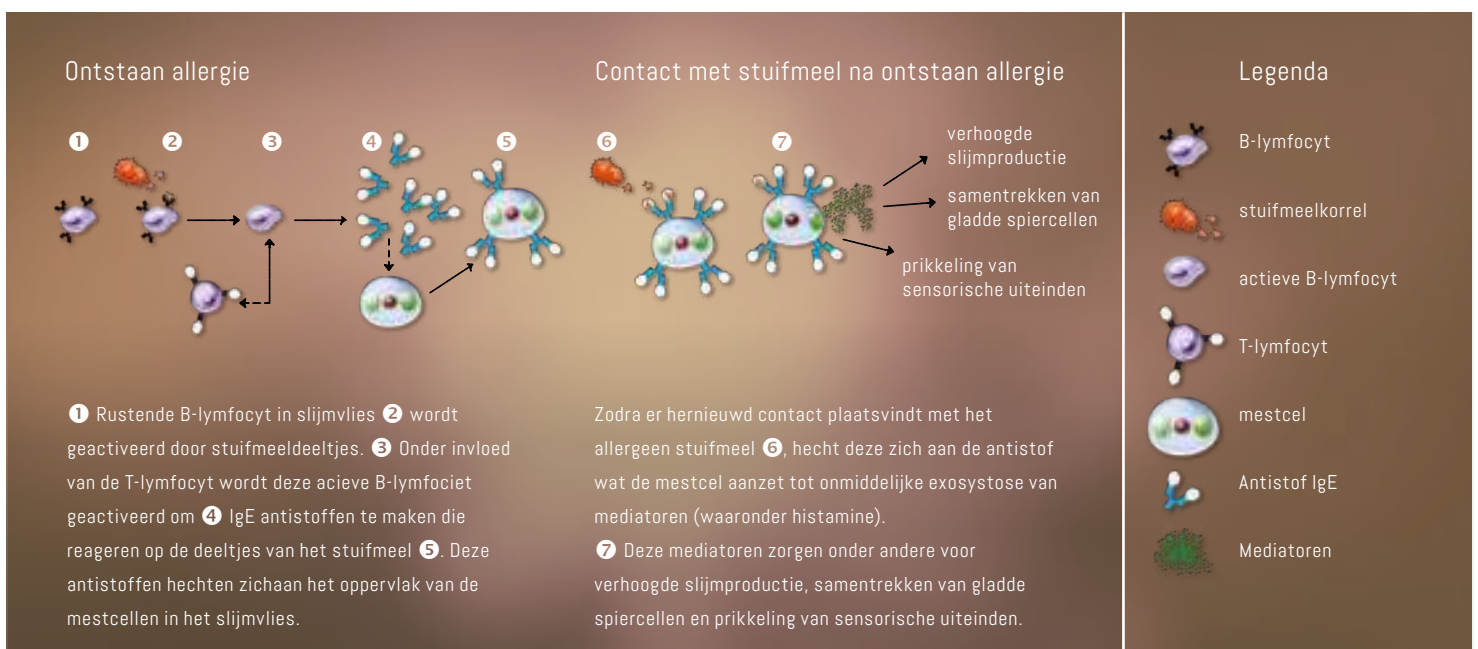 Ontstaan allergie
❶ ❷ ❸ ❹ ❺
❶ Rustende B-lymfocyt in slijmvlies ❷ wordt
geactiveerd door stuifmeeldeeltjes. ❸ Onder invloed
van de T-lymfocyt wordt deze acieve B-lymfociet
geactiveerd om ❹ IgE antistoffen te maken die
reageren op de deeltjes van het stuifmeel ❺. Deze
antistoffen hechten zichaan het oppervlak van de
mestcellen in het slijmvlies.
Contact met stuifmeel na ontstaan allergie
❻ ❼
verhoogde
slijmproductie
samentrekken van
gladde spiercellen
prikkeling van
sensorische uiteinden
Zodra er hernieuwd contact plaatsvindt met het
allergeen stuifmeel ❻, hecht deze zich aan de antistof
wat de mestcel aanzet tot onmiddelijke exosystose van
mediatoren (waaronder histamine).
❼ Deze mediatoren zorgen onder andere voor
verhoogde slijmproductie, samentrekken van gladde
spiercellen en prikkeling van sensorische uiteinden.
Legenda
B-lymfocyt
stuifmeelkorrel
actieve B-lymfocyt
T-lymfocyt
mestcel
Antistof IgE
Mediatoren